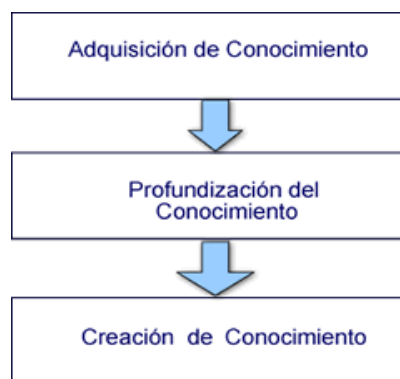 Adquisición de Conocimiento
Profundización del
Conocimiento
Creación de Conocimiento